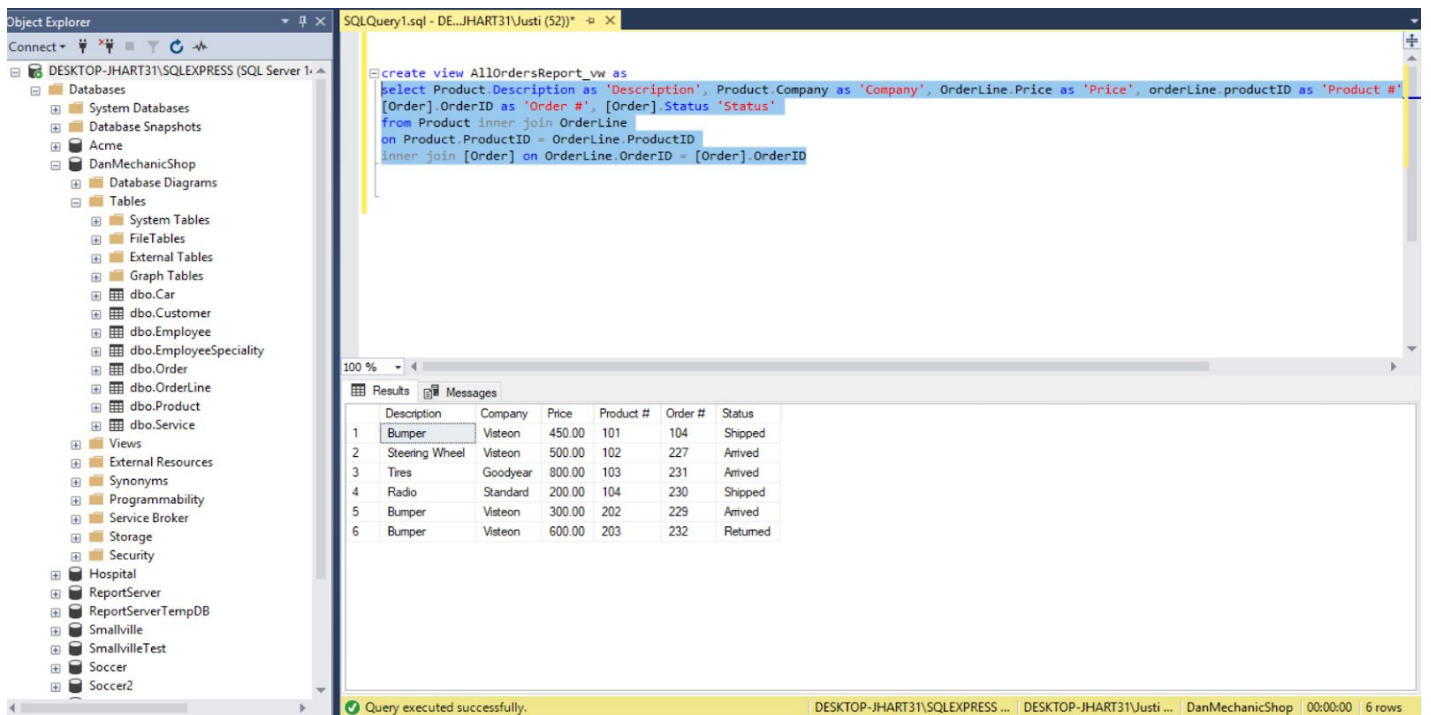 Object Explorer
Connect
DESKTOP-JHART31\SQLEXPRESS (SQL Server 14
Databases
System Databases
Database Snapshots
Acme
DanMechanicShop
Database Diagrams
Tables
System Tables
FileTables
External Tables
Graph Tables
dbo.Car
dbo.Customer
dbo.Employee
dbo.EmployeeSpeciality
dbo.Order
dbo.OrderLine
dbo.Product
dbo.Service
Views
External Resources
Synonyms
Programmability
Service Broker
Storage
Security
Hospital
ReportServer
ReportServerTempDB
Smallville
SmallvilleTest
Soccer
Soccer2
SQLQuery1.sql - DE...JHART31\Justi (52))*
create view AllOrdersReport_vw as
select Product.Description as 'Description', Product.Company as 'Company', OrderLine.Price as 'Price', orderLine.productID as 'Product #',
[Order].OrderID as 'Order #', [Order].Status 'Status'
from Product inner join OrderLine
on Product.ProductID = OrderLine.ProductID
inner join [Order] on OrderLine.OrderID = [Order].OrderID
100 %
Results Messages
Description Company Price Product # Order # Status
1 Bumper Visteon 450.00 101 104 Shipped
2 Steering Wheel Visteon 500.00 102 227 Arrived
3 Tires Goodyear 800.00 103 231 Arrived
4 Radio Standard 200.00 104 230 Shipped
5 Bumper Visteon 300.00 202 229 Arrived
6 Bumper Visteon 600.00 203 232 Returned
Query executed successfully. DESKTOP-JHART31\SQLEXPRESS ... DESKTOP-JHART31\Justi ... DanMechanicShop 00:00:00 6 rows